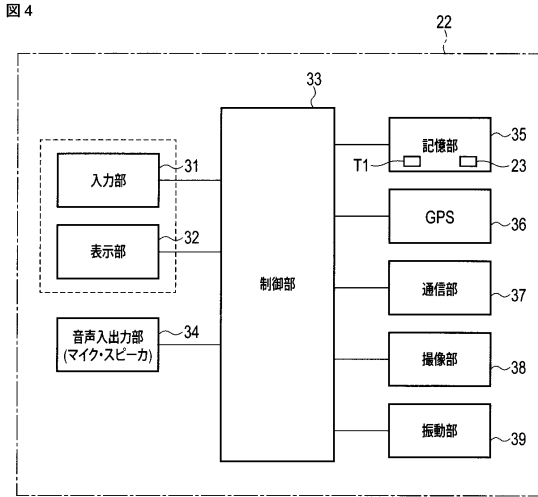 図4
22
33
入力部
31
表示部
32
音声入出力部
(マイク・スピーカ)
34
制御部
記憶部
T1
23
35
GPS
36
通信部
37
撮像部
38
振動部
39